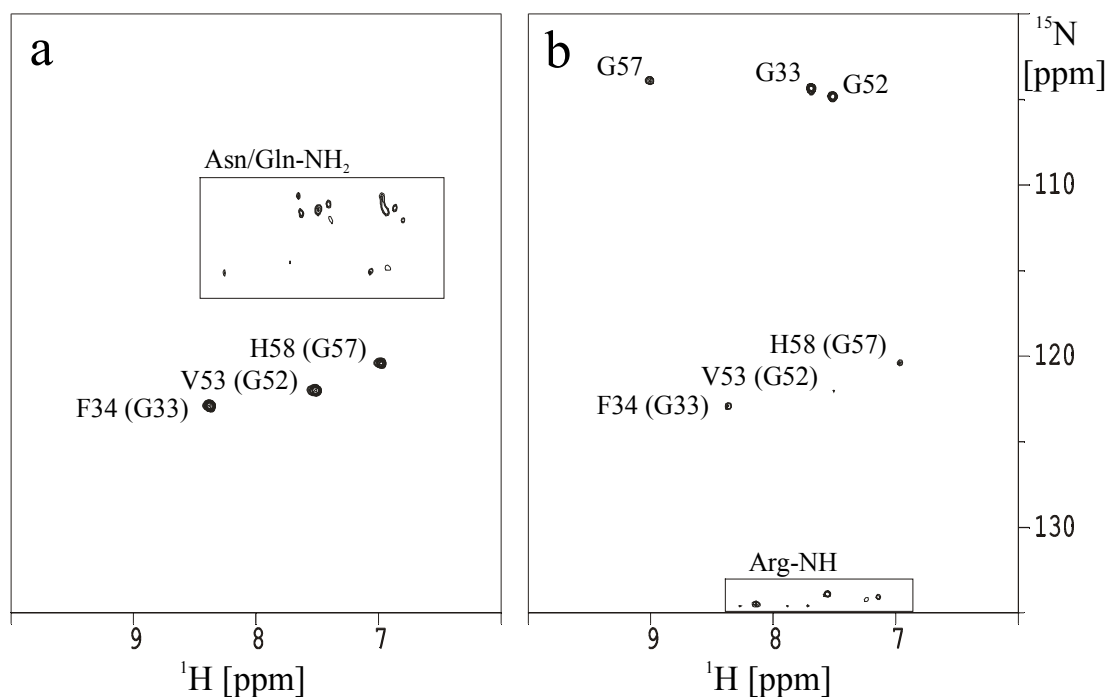 a
Asn/Gln-NH₂
H58 (G57)
V53 (G52)
F34 (G33)
9 8 7
¹H [ppm]
b
G57
G33
G52
H58 (G57)
V53 (G52)
F34 (G33)
Arg-NH
9 8 7
¹H [ppm]
¹⁵N
[ppm]
110
120
130